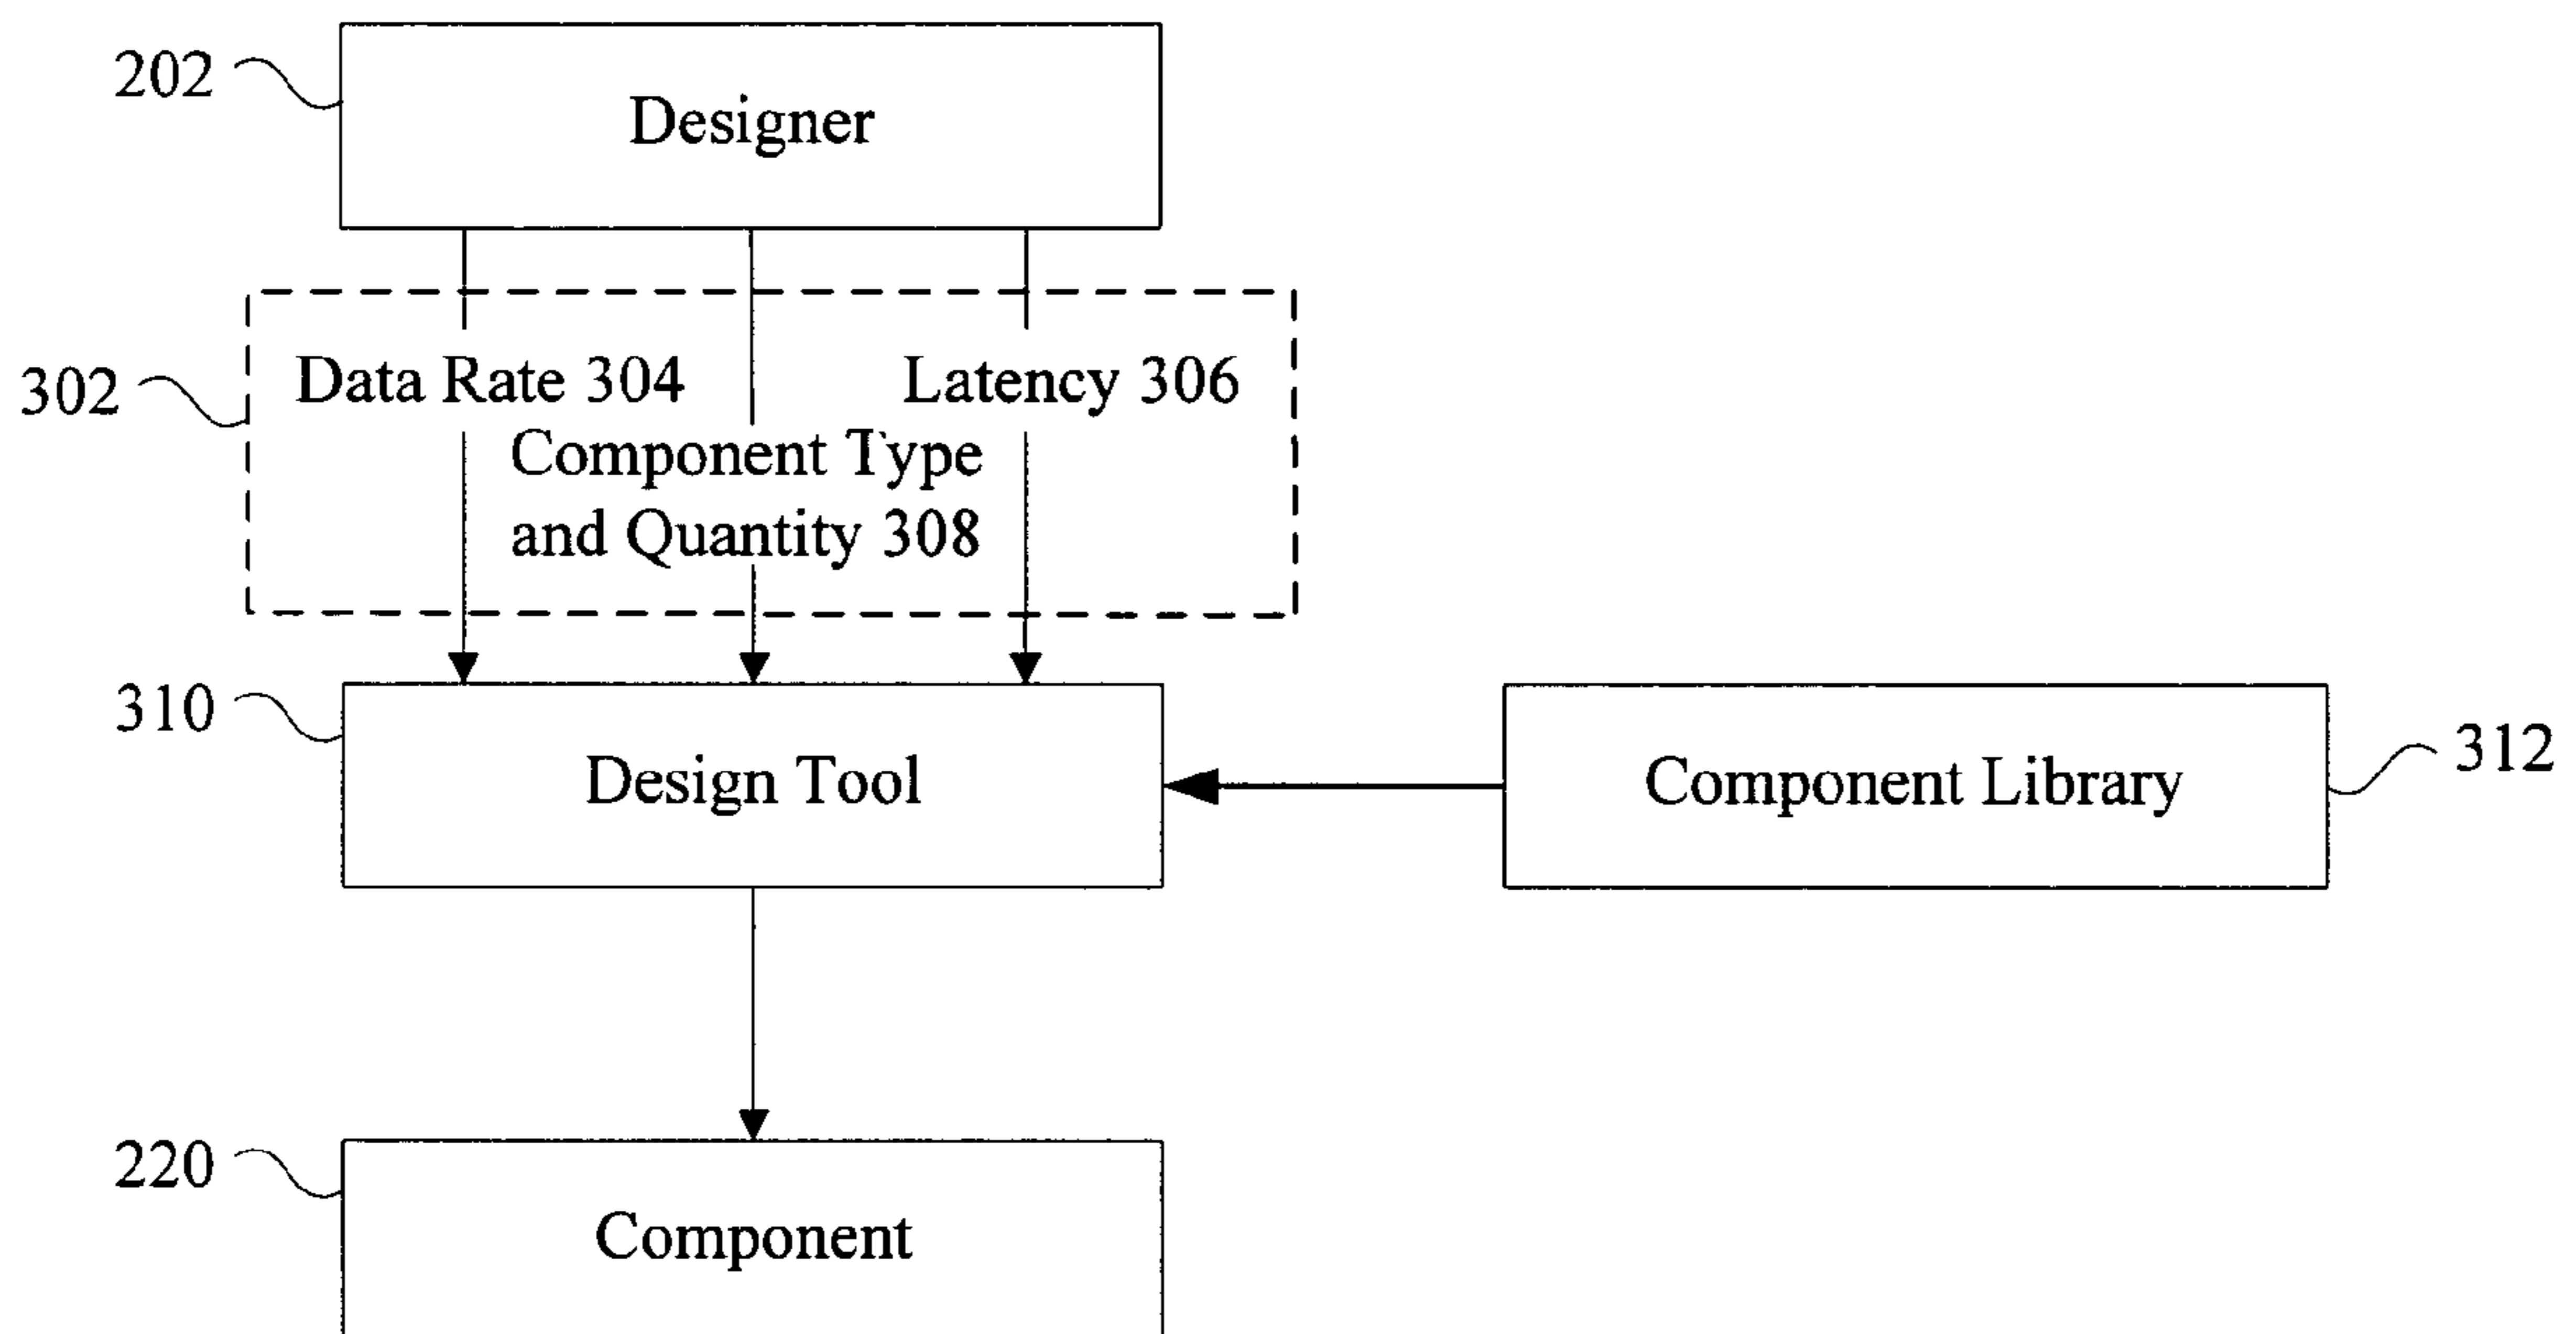 202
Designer
302
Data Rate 304
Latency 306
Component Type
and Quantity 308
310
Design Tool
Component Library
312
220
Component